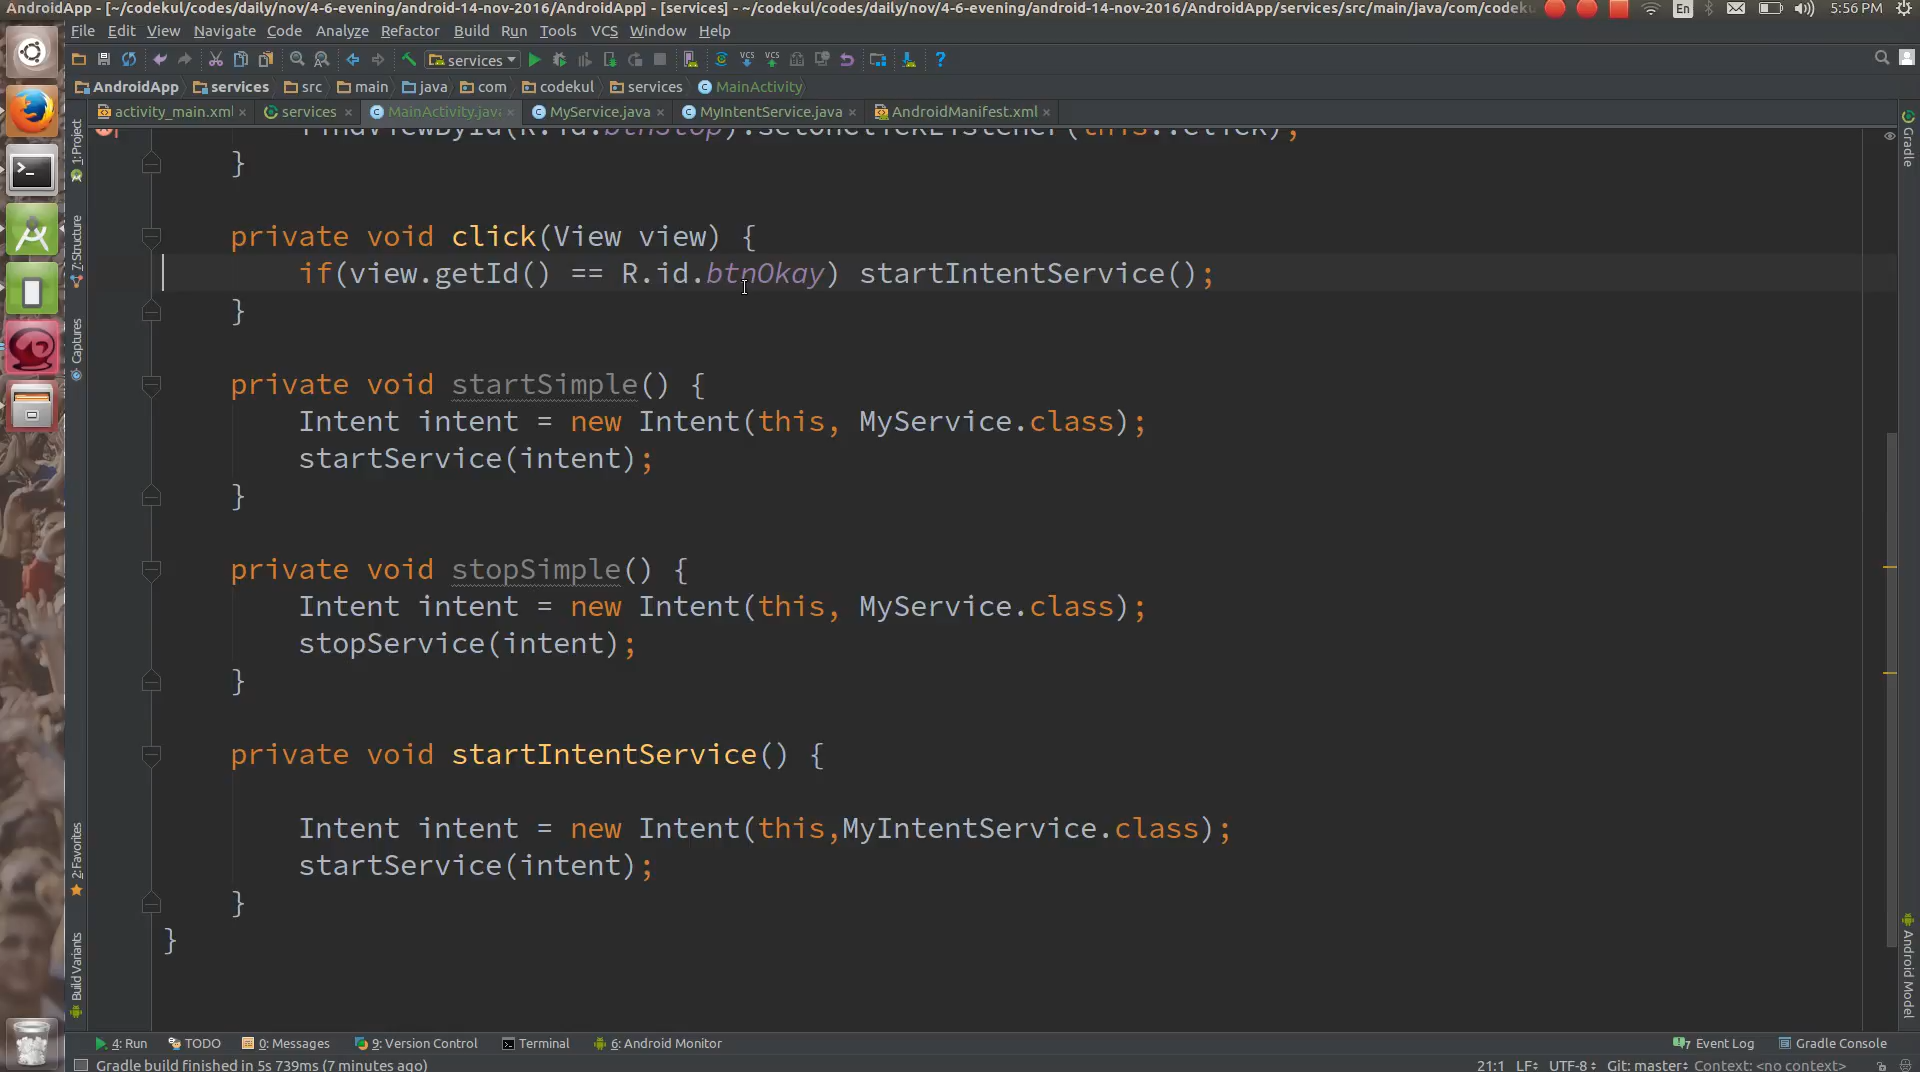 AndroidApp - [~/codekul/codes/daily/nov/4-6-evening/android-14-nov-2016/AndroidApp] - [services] - ~/codekul/codes/daily/nov/4-6-evening/android-14-nov-2016/AndroidApp/services/src/main/java/com/codeku
En 5:56 PM
File Edit View Navigate Code Analyze Refactor Build Run Tools VCS Window Help
services
AndroidApp services src main java com codekul services MainActivity
activity_main.xml services MainActivity.java MyService.java MyIntentService.java AndroidManifest.xml
findViewById(R.id.btnStop).setOnClickListener(this::click);
}
private void click(View view) {
if(view.getId() == R.id.btnOkay) startIntentService();
}
private void startSimple() {
Intent intent = new Intent(this, MyService.class);
startService(intent);
}
private void stopSimple() {
Intent intent = new Intent(this, MyService.class);
stopService(intent);
}
private void startIntentService() {
Intent intent = new Intent(this,MyIntentService.class);
startService(intent);
}
}
1: Project
7: Structure
Captures
2: Favorites
Build Variants
Gradle
Android Model
4: Run TODO 0: Messages 9: Version Control Terminal 6: Android Monitor Event Log Gradle Console
Gradle build finished in 5s 739ms (7 minutes ago) 21:1 LF÷ UTF-8÷ Git: master÷ Context: <no context>